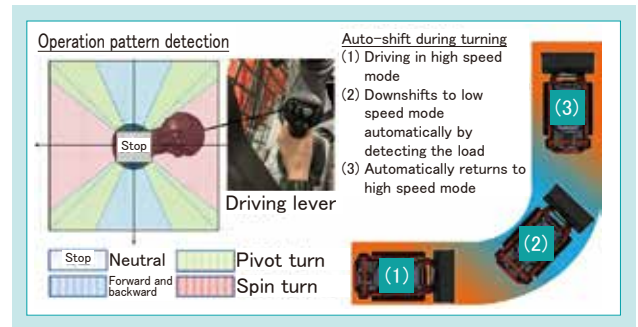 Operation pattern detection
Stop
Driving lever
Stop Neutral
Pivot turn
Forward and
backward
Spin turn
Auto-shift during turning
(1) Driving in high speed
mode
(2) Downshifts to low
speed mode
automatically by
detecting the load
(3) Automatically returns to
high speed mode
(3)
(2)
(1)